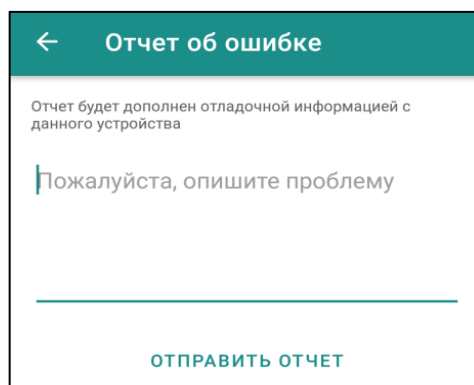 Отчет об ошибке
Отчет будет дополнен отладочной информацией с
данного устройства
Пожалуйста, опишите проблему
ОТПРАВИТЬ ОТЧЕТ